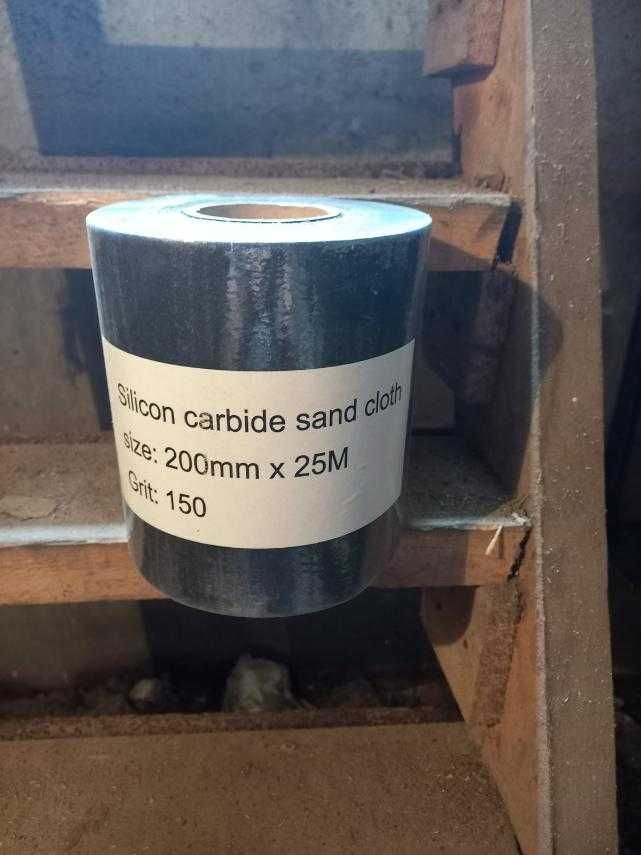 Silicon carbide sand cloth
size: 200mm x 25M
Grit: 150